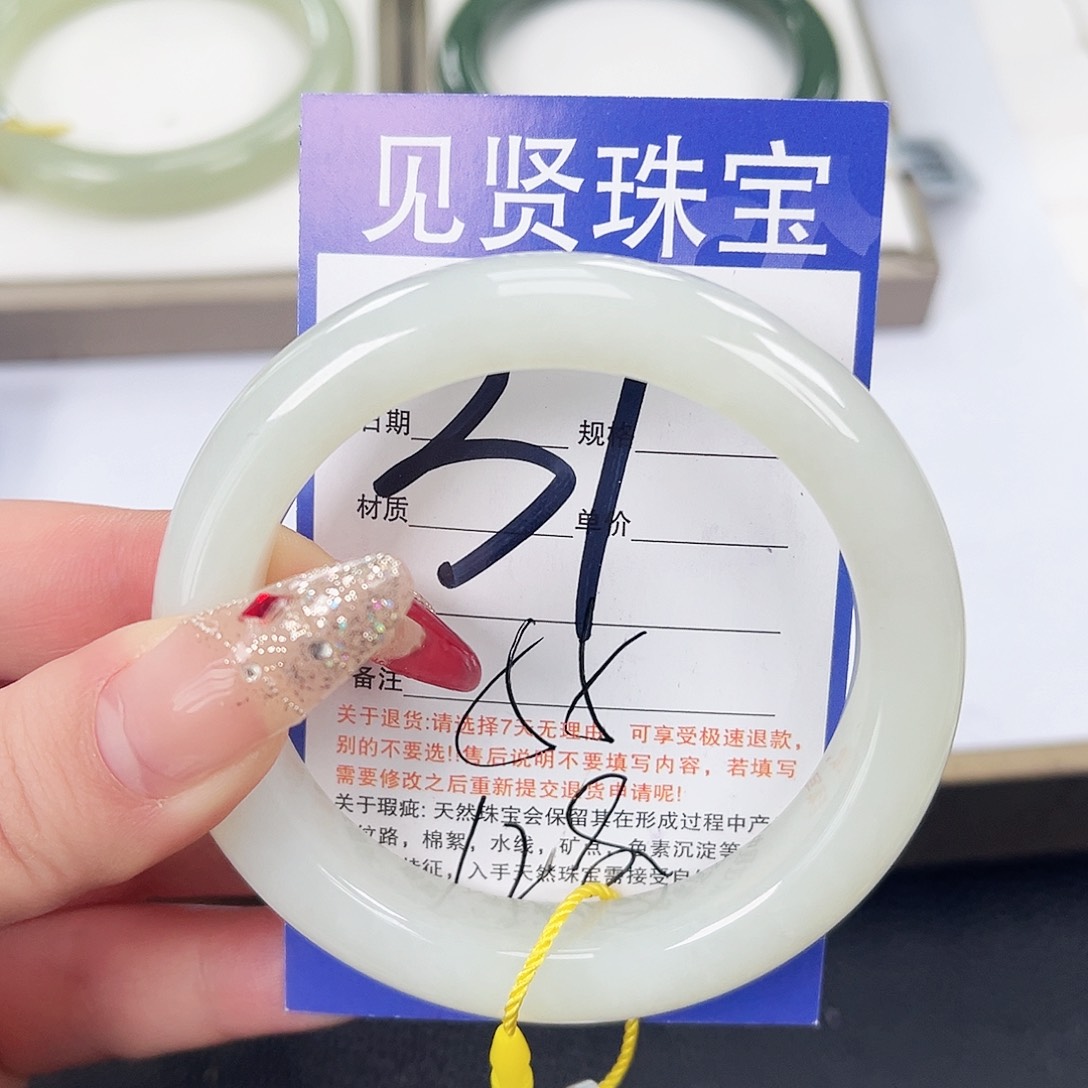 见贤珠宝
31
日期 规格
材质 单价
备注
关于退货:请选择7天无理由, 可享受极速退款,
别的不要选!!售后说明不要填写内容, 若填写
需要修改之后重新提交退货申请呢!
关于瑕疵: 天然珠宝会保留其在形成过程中产
纹路, 棉絮, 水线, 矿点, 色素沉淀等
特征, 入手天然珠宝需接受自